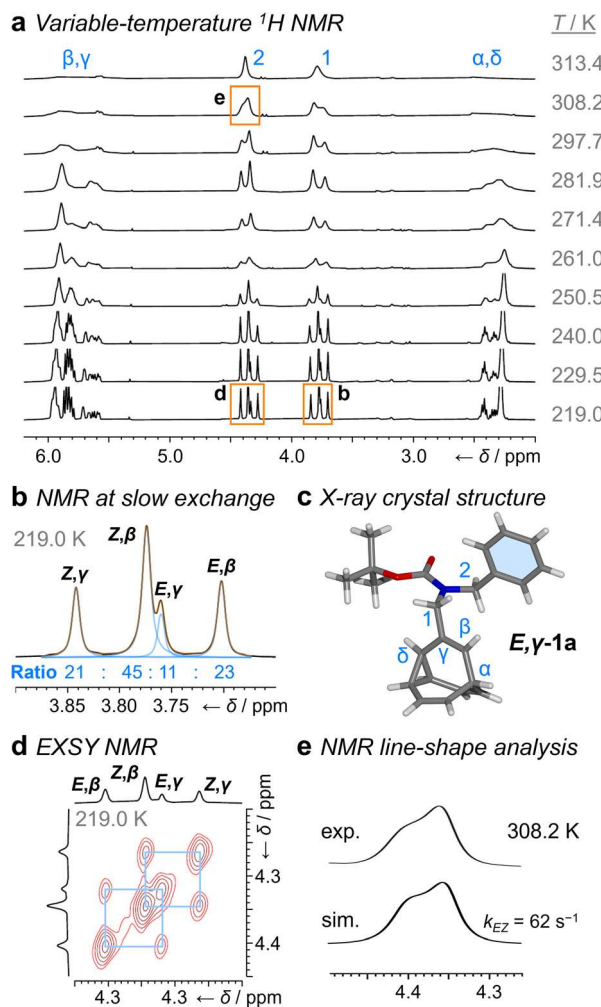 a Variable-temperature ¹H NMR
T / K
β,γ 2 1 α,δ
313.4
e
308.2
297.7
281.9
271.4
261.0
250.5
240.0
229.5
d b
219.0
6.0 5.0 4.0 3.0
← δ / ppm
b NMR at slow exchange
219.0 K
Z,β
Z,γ E,γ E,β
Ratio 21 : 45 : 11 : 23
3.85 3.80 3.75 ← δ / ppm
c X-ray crystal structure
2
1
β
E,γ-1a
δ γ α
d EXSY NMR
Z,β
E,β E,γ Z,γ
219.0 K
← δ / ppm
4.3
4.4
4.3 4.3
← δ / ppm
e NMR line-shape analysis
exp. 308.2 K
sim. kEZ = 62 s⁻¹
4.4 4.3
← δ / ppm